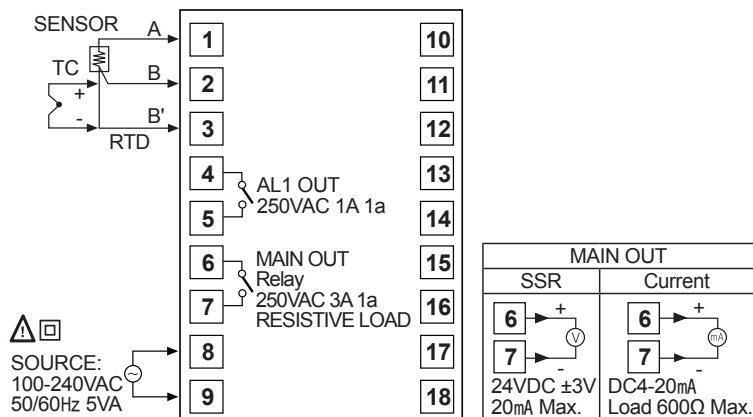 SENSOR
A
1
10
TC
B
2
11
+
-
B'
3
12
RTD
4
13
AL1 OUT
250VAC 1A 1a
5
14
6
15
MAIN OUT
Relay
250VAC 3A 1a
RESISTIVE LOAD
7
16
SOURCE:
100-240VAC
50/60Hz 5VA
8
17
9
18
MAIN OUT
SSR
Current
6
+
V
7
-
24VDC ±3V
20mA Max.
6
+
mA
7
-
DC4-20mA
Load 600Ω Max.